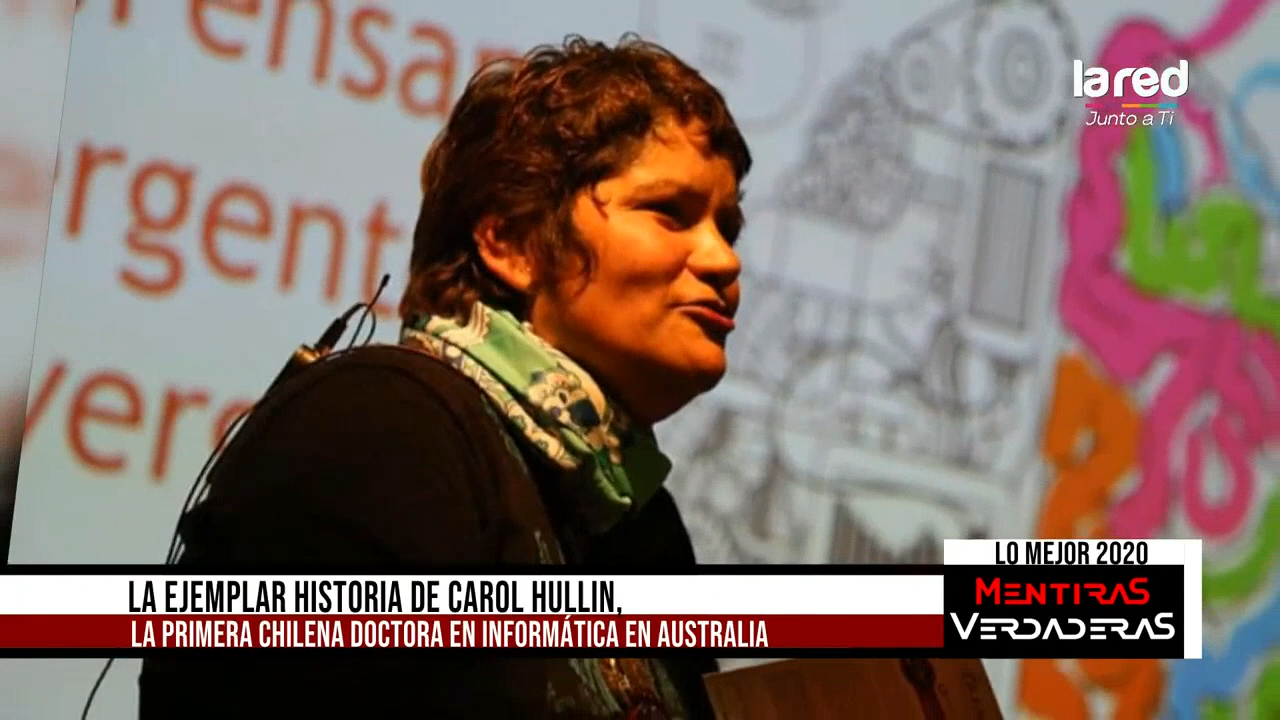 la red
Junto a Ti
LO MEJOR 2020
LA EJEMPLAR HISTORIA DE CAROL HULLIN,
MENTIRAS
VERDADERAS
LA PRIMERA CHILENA DOCTORA EN INFORMÁTICA EN AUSTRALIA